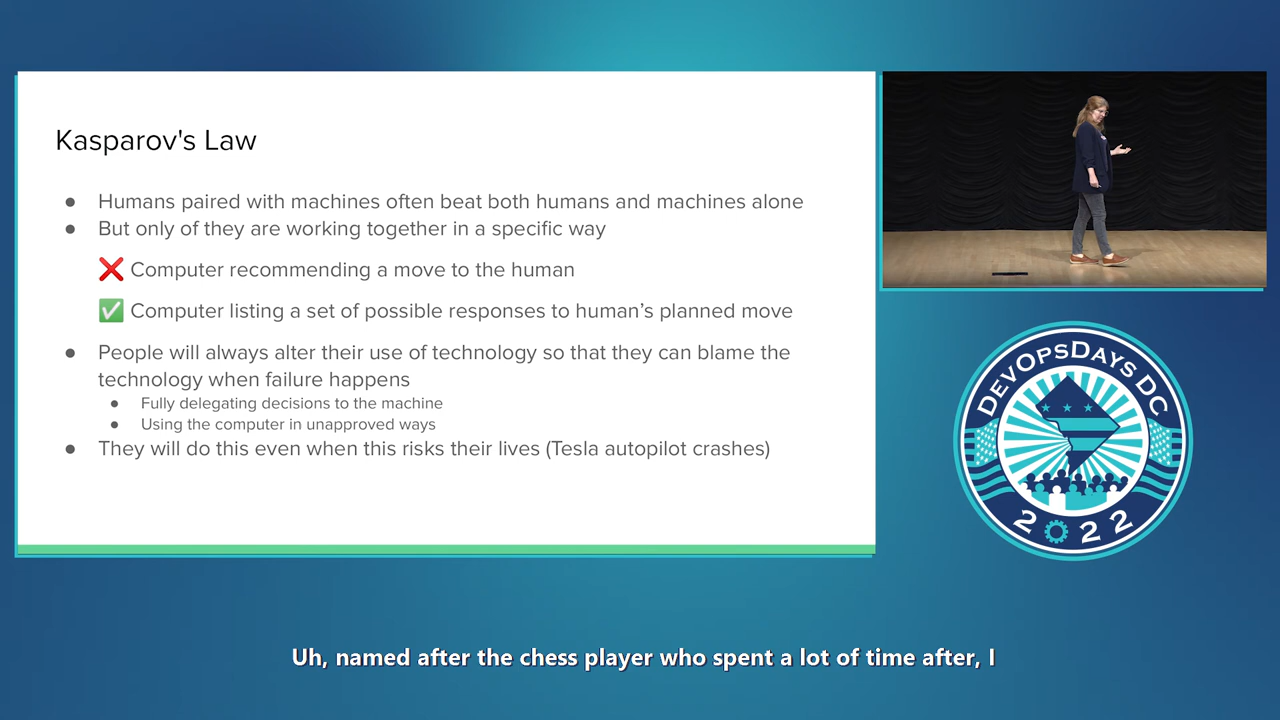 Kasparov's Law
● Humans paired with machines often beat both humans and machines alone
● But only of they are working together in a specific way
❌ Computer recommending a move to the human
✅ Computer listing a set of possible responses to human's planned move
● People will always alter their use of technology so that they can blame the
technology when failure happens
● Fully delegating decisions to the machine
● Using the computer in unapproved ways
● They will do this even when this risks their lives (Tesla autopilot crashes)
DEVOPSDAYS DC
2022
Uh, named after the chess player who spent a lot of time after, I